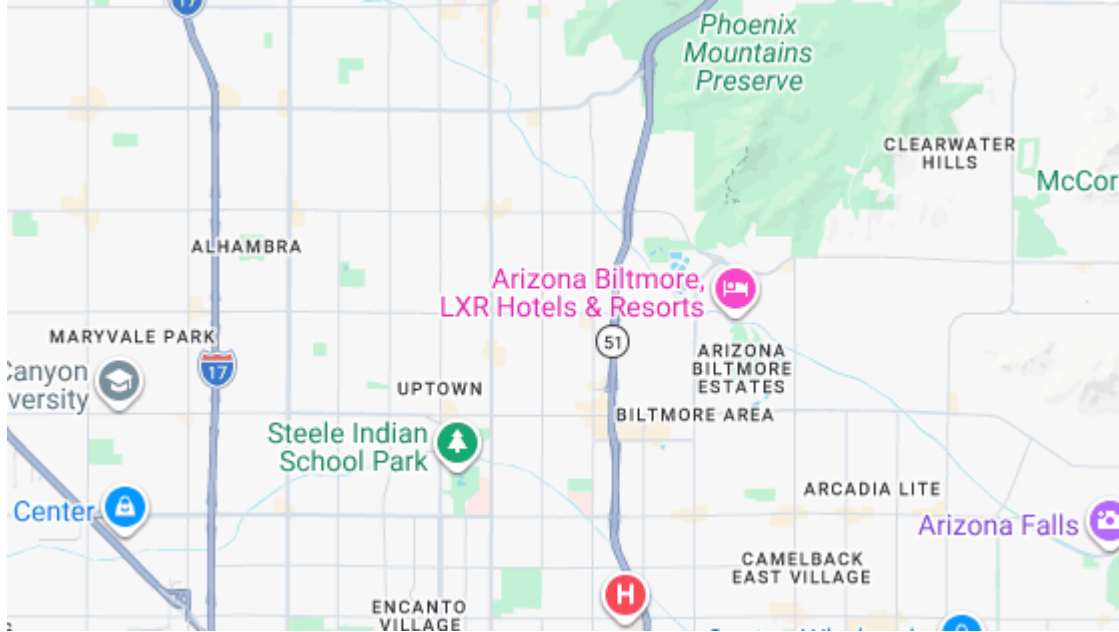 17
Phoenix
Mountains
Preserve
CLEARWATER
HILLS
McCor
ALHAMBRA
Arizona Biltmore,
LXR Hotels & Resorts
MARYVALE PARK
51
17
ARIZONA
BILTMORE
ESTATES
Canyon
versity
UPTOWN
BILTMORE AREA
Steele Indian
School Park
ARCADIA LITE
Center
Arizona Falls
CAMELBACK
EAST VILLAGE
H
ENCANTO
VILLAGE